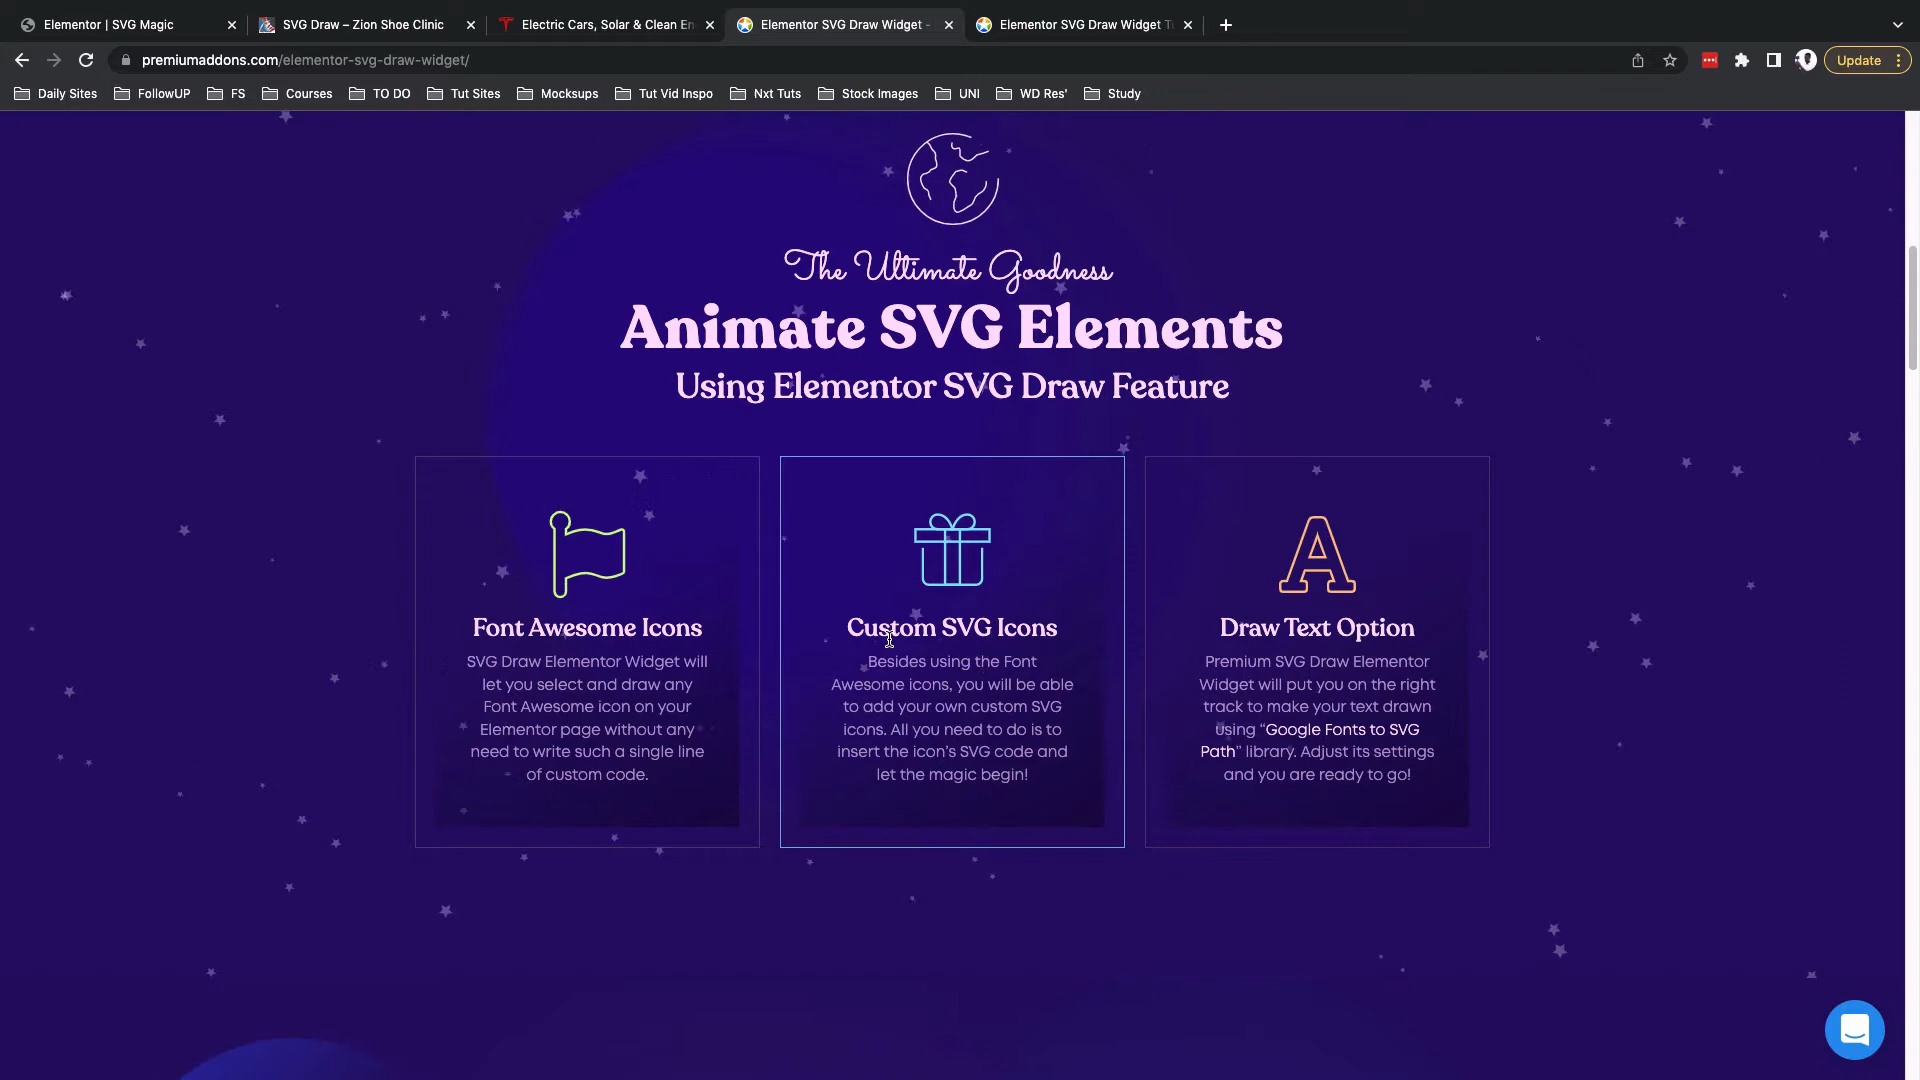 Elementor | SVG Magic
SVG Draw – Zion Shoe Clinic
Electric Cars, Solar & Clean En
Elementor SVG Draw Widget -
Elementor SVG Draw Widget T
premiumaddons.com/elementor-svg-draw-widget/
Update
Daily Sites
FollowUP
FS
Courses
TO DO
Tut Sites
Mocksups
Tut Vid Inspo
Nxt Tuts
Stock Images
UNI
WD Res'
Study
The Ultimate Goodness
Animate SVG Elements
Using Elementor SVG Draw Feature
Font Awesome Icons
SVG Draw Elementor Widget will
let you select and draw any
Font Awesome icon on your
Elementor page without any
need to write such a single line
of custom code.
Custom SVG Icons
Besides using the Font
Awesome icons, you will be able
to add your own custom SVG
icons. All you need to do is to
insert the icon's SVG code and
let the magic begin!
Draw Text Option
Premium SVG Draw Elementor
Widget will put you on the right
track to make your text drawn
using “Google Fonts to SVG
Path” library. Adjust its settings
and you are ready to go!